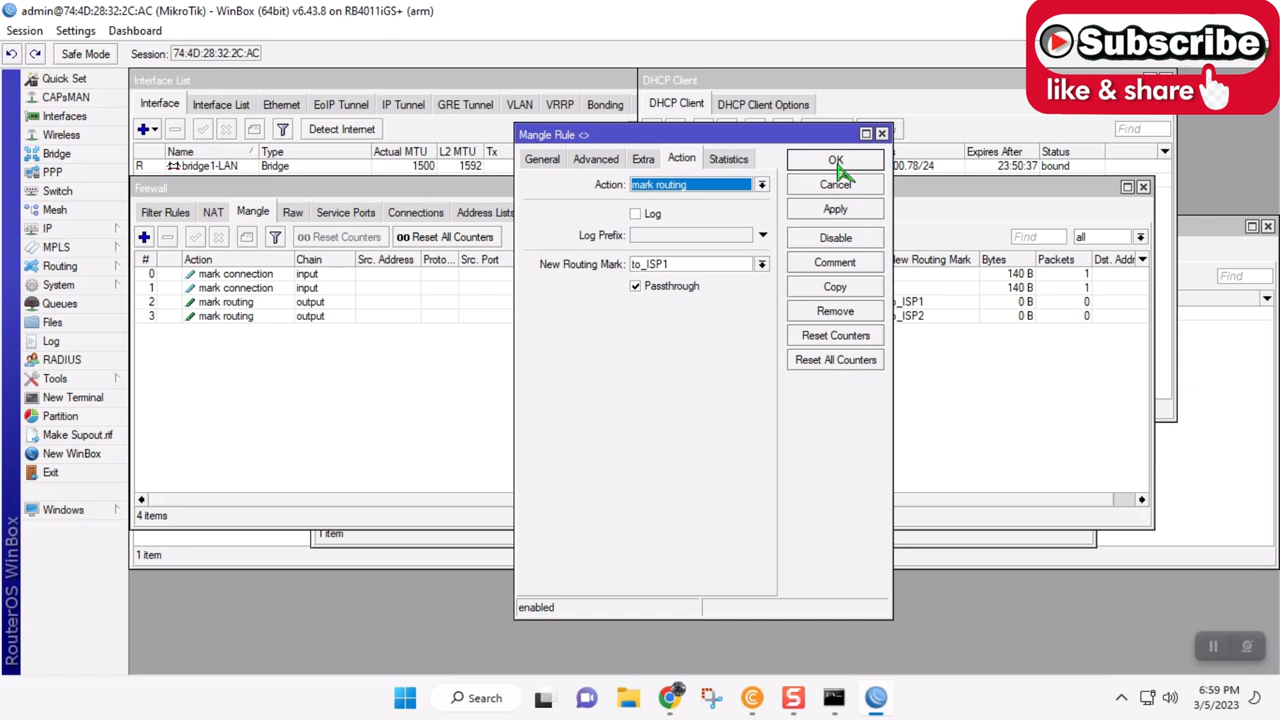 admin@74:4D:28:32:2C:AC (MikroTik) - WinBox (64bit) v6.43.8 on RB4011iGS+ (arm)
Subscribe
like & share
Session Settings Dashboard
Safe Mode Session: 74:4D:28:32:2C:AC
Quick Set
CAPsMAN
Interfaces
Wireless
Bridge
PPP
Switch
Mesh
IP
MPLS
Routing
System
Queues
Files
Log
RADIUS
Tools
New Terminal
Partition
Make Supout.rif
New WinBox
Exit
Windows
RouterOS WinBox
Interface List
Interface Interface List Ethernet EoIP Tunnel IP Tunnel GRE Tunnel VLAN VRRP Bonding
Detect Internet
Name Type Actual MTU L2 MTU Tx
R bridge1-LAN Bridge 1500 1592
DHCP Client
DHCP Client DHCP Client Options
Find
Expires After Status
00.78/24 23:50:37 bound
Firewall
Filter Rules NAT Mangle Raw Service Ports Connections Address Lists
00 Reset Counters 00 Reset All Counters
Find all
# Action Chain Src. Address Proto... Src. Port New Routing Mark Bytes Packets Dst. Addr
0 mark connection input 140 B 1
1 mark connection input 140 B 1
2 mark routing output o_ISP1 0 B 0
3 mark routing output o_ISP2 0 B 0
4 items
1 item
1 item
Find
Mangle Rule <>
General Advanced Extra Action Statistics
Action: mark routing
Log
Log Prefix:
New Routing Mark: to_ISP1
Passthrough
OK
Cancel
Apply
Disable
Comment
Copy
Remove
Reset Counters
Reset All Counters
enabled
Search
6:59 PM
3/5/2023